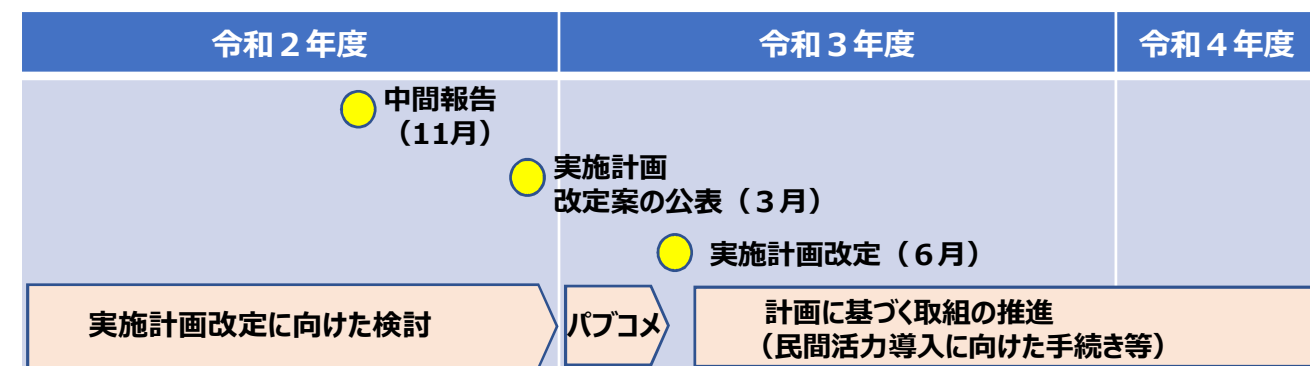 令和２年度
令和３年度
令和４年度
中間報告
（11月）
実施計画
改定案の公表（３月）
実施計画改定（６月）
実施計画改定に向けた検討
パブコメ
計画に基づく取組の推進
（民間活力導入に向けた手続き等）